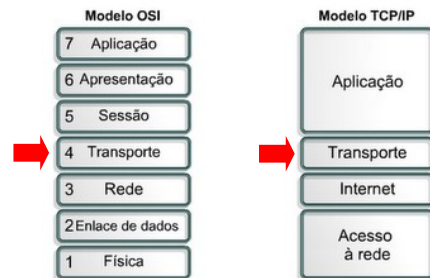 Modelo OSI
7 Aplicação
6 Apresentação
5 Sessão
4 Transporte
3 Rede
2 Enlace de dados
1 Física
Modelo TCP/IP
Aplicação
Transporte
Internet
Acesso
à rede